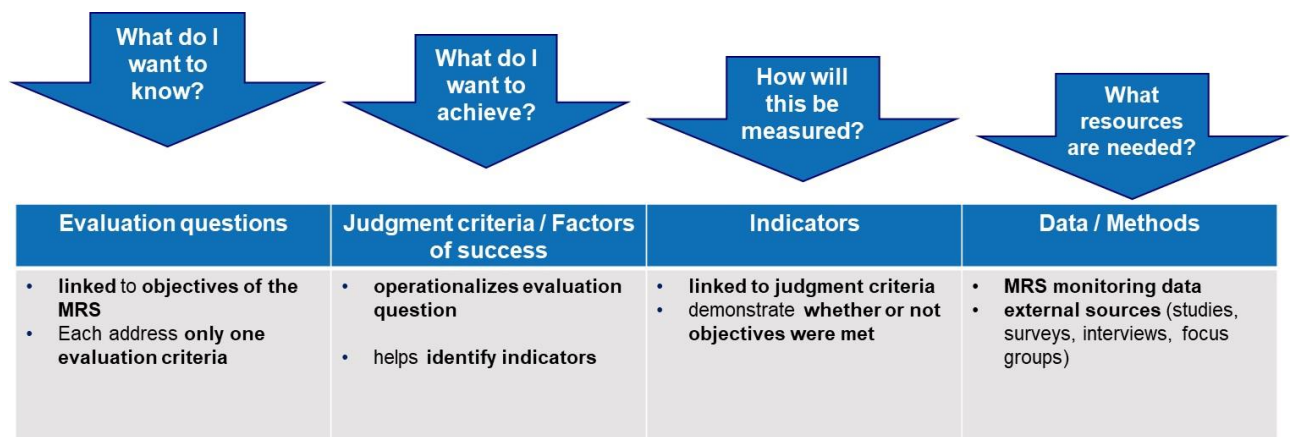 What do I
want to
know?
What do I
want to
achieve?
How will
this be
measured?
What
resources
are needed?
Evaluation questions
Judgment criteria / Factors
of success
Indicators
Data / Methods
• linked to objectives of the
MRS
• Each address only one
evaluation criteria
• operationalizes evaluation
question
• helps identify indicators
• linked to judgment criteria
• demonstrate whether or not
objectives were met
• MRS monitoring data
• external sources (studies,
surveys, interviews, focus
groups)